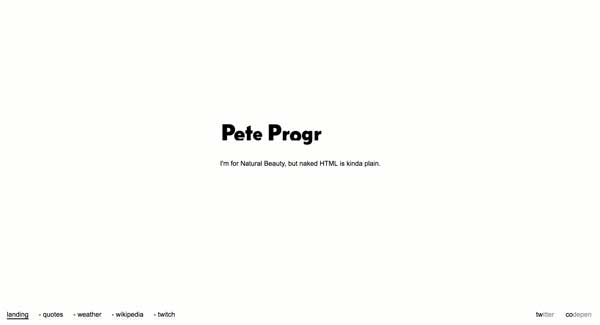 Pete Progr
I'm for Natural Beauty, but naked HTML is kinda plain.
landing - quotes - weather - wikipedia - twitch twitter codepen